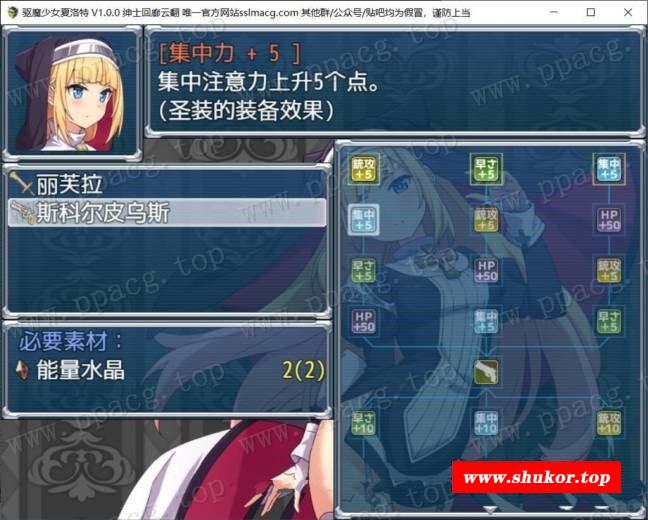 驱魔少女夏洛特 V1.0.0 绅士回廊云翻 唯一官方网站sslmacg.com 其他群/公众号/贴吧均为假冒，谨防上当
[集中力 + 5 ]
集中注意力上升5个点。
(圣装的装备效果)
丽芙拉
斯科尔皮乌斯
必要素材：
能量水晶 2(2)
銃攻 +5 早さ +5 集中 +5
集中 +5 銃攻 +5 HP +50
早さ +5 HP +50 銃攻 +5
HP +50 集中 +5 早さ +5
早さ +10 集中 +10 銃攻 +10
www.ppacg.top
www.shukor.top